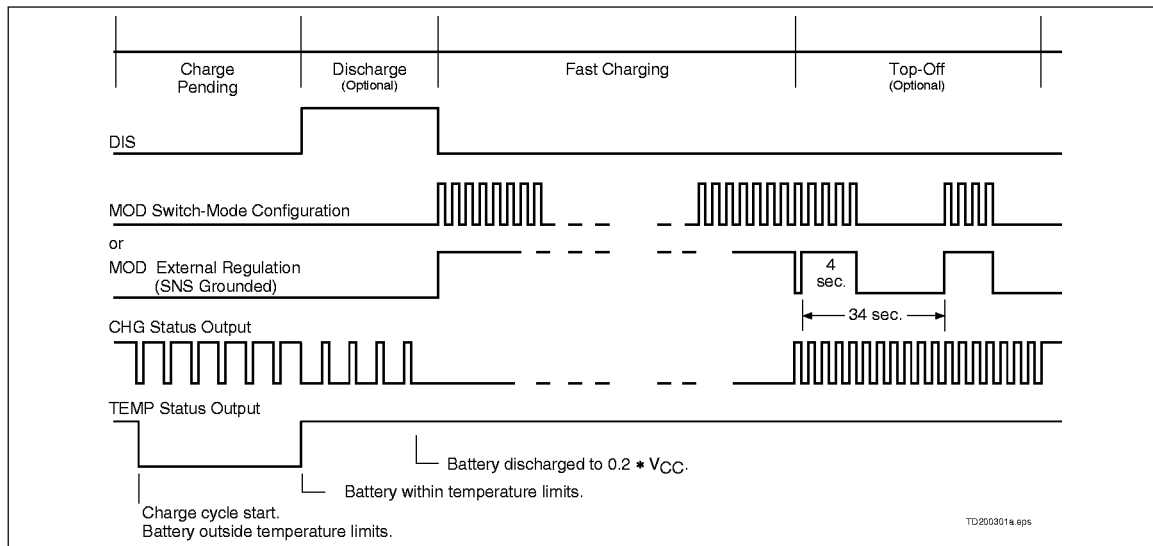 Charge
Pending
Discharge
(Optional)
Fast Charging
Top-Off
(Optional)
DIS
MOD Switch-Mode Configuration
or
MOD External Regulation
(SNS Grounded)
4
sec.
34 sec.
CHG Status Output
TEMP Status Output
Battery discharged to 0.2 * VCC.
Battery within temperature limits.
Charge cycle start.
Battery outside temperature limits.
TD200301a.eps